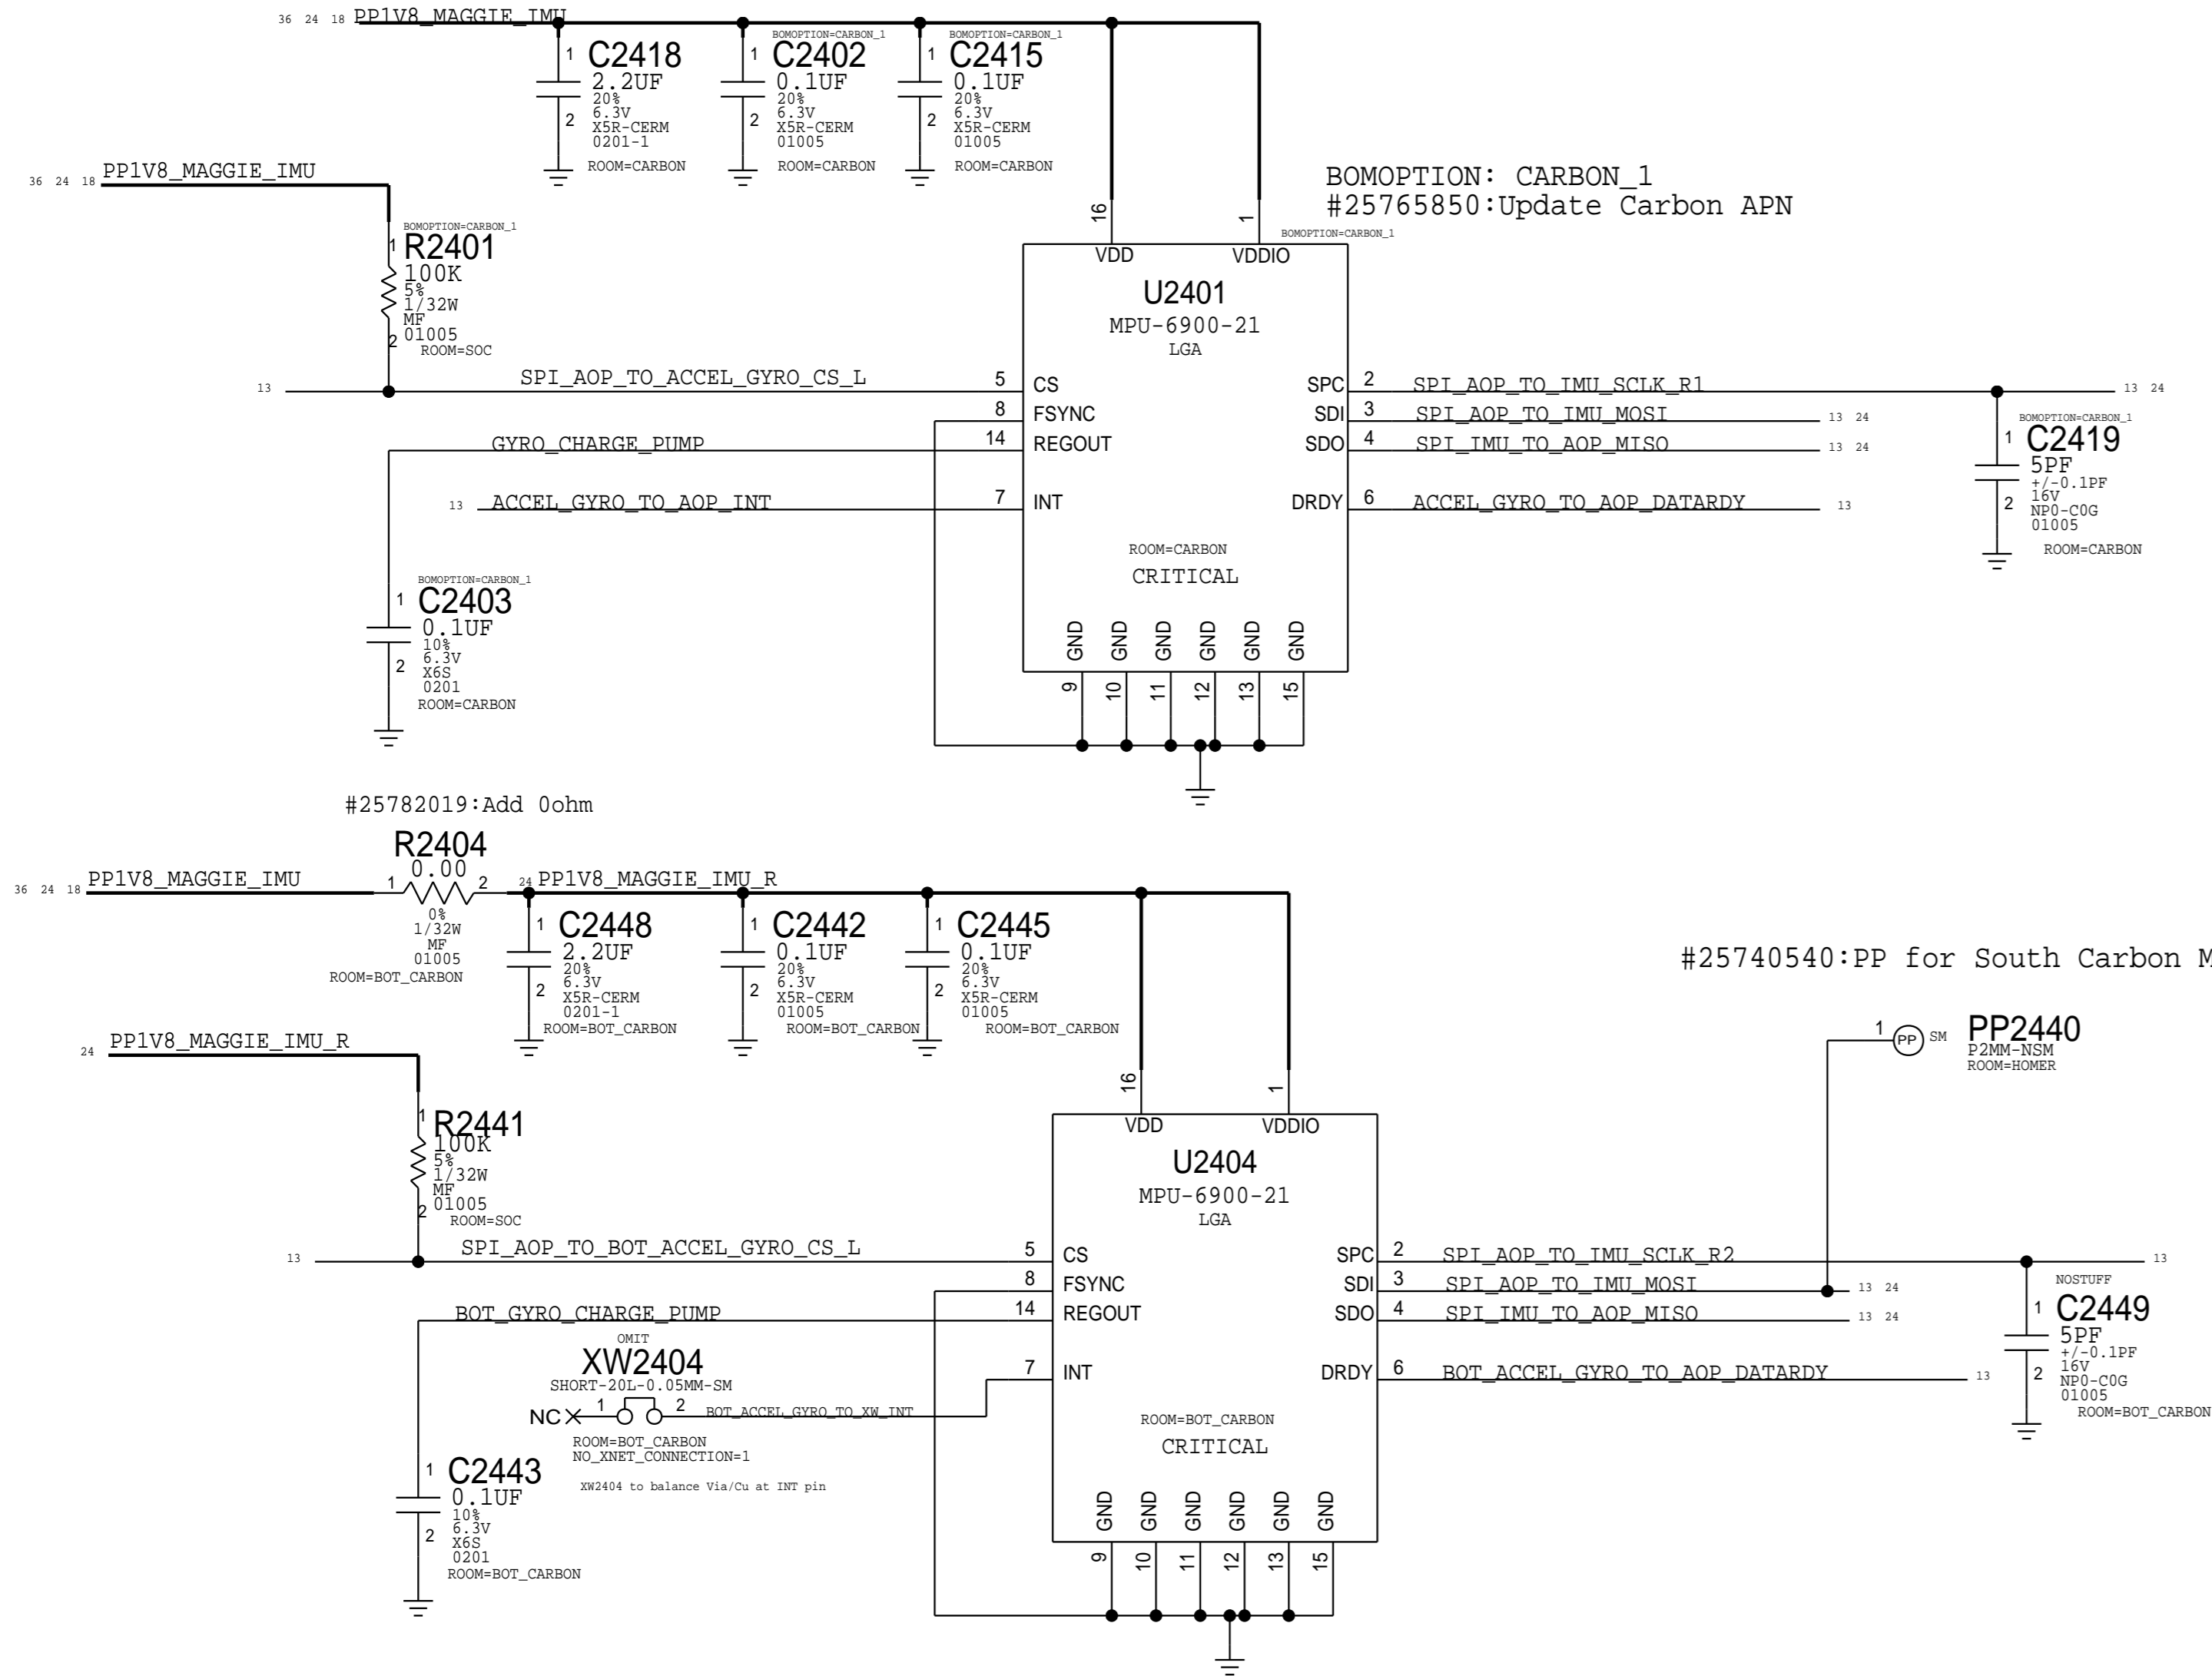 36 24 18 PP1V8_MAGGIE_IMU
1 C2418
2.2UF
20%
6.3V
2 X5R-CERM
0201-1
ROOM=CARBON
BOMOPTION=CARBON_1
1 C2402
0.1UF
20%
6.3V
2 X5R-CERM
01005
ROOM=CARBON
BOMOPTION=CARBON_1
1 C2415
0.1UF
20%
6.3V
2 X5R-CERM
01005
ROOM=CARBON
36 24 18 PP1V8_MAGGIE_IMU
BOMOPTION=CARBON_1
1 R2401
100K
5%
1/32W
MF
2 01005
ROOM=SOC
BOMOPTION: CARBON_1
#25765850:Update Carbon APN
BOMOPTION=CARBON_1
16 1
VDD VDDIO
U2401
MPU-6900-21
LGA
13 SPI_AOP_TO_ACCEL_GYRO_CS_L 5 CS
8 FSYNC
GYRO_CHARGE_PUMP 14 REGOUT
13 ACCEL_GYRO_TO_AOP_INT 7 INT
SPC 2 SPI_AOP_TO_IMU_SCLK_R1 13 24
SDI 3 SPI_AOP_TO_IMU_MOSI 13 24
SDO 4 SPI_IMU_TO_AOP_MISO 13 24
DRDY 6 ACCEL_GYRO_TO_AOP_DATARDY 13
ROOM=CARBON
CRITICAL
GND GND GND GND GND GND
9 10 11 12 13 15
BOMOPTION=CARBON_1
1 C2419
5PF
+/-0.1PF
16V
2 NP0-C0G
01005
ROOM=CARBON
BOMOPTION=CARBON_1
1 C2403
0.1UF
10%
6.3V
2 X6S
0201
ROOM=CARBON
#25782019:Add 0ohm
R2404
36 24 18 PP1V8_MAGGIE_IMU 1 0.00 2 24 PP1V8_MAGGIE_IMU_R
0%
1/32W
MF
01005
ROOM=BOT_CARBON
1 C2448
2.2UF
20%
6.3V
2 X5R-CERM
0201-1
ROOM=BOT_CARBON
1 C2442
0.1UF
20%
6.3V
2 X5R-CERM
01005
ROOM=BOT_CARBON
1 C2445
0.1UF
20%
6.3V
2 X5R-CERM
01005
ROOM=BOT_CARBON
#25740540:PP for South Carbon M
24 PP1V8_MAGGIE_IMU_R
1 PP SM PP2440
P2MM-NSM
ROOM=HOMER
1 R2441
100K
5%
1/32W
MF
2 01005
ROOM=SOC
16 1
VDD VDDIO
U2404
MPU-6900-21
LGA
13 SPI_AOP_TO_BOT_ACCEL_GYRO_CS_L 5 CS
8 FSYNC
BOT_GYRO_CHARGE_PUMP 14 REGOUT
7 INT
SPC 2 SPI_AOP_TO_IMU_SCLK_R2 13
SDI 3 SPI_AOP_TO_IMU_MOSI 13 24
SDO 4 SPI_IMU_TO_AOP_MISO 13 24
DRDY 6 BOT_ACCEL_GYRO_TO_AOP_DATARDY 13
NOSTUFF
1 C2449
5PF
+/-0.1PF
16V
2 NP0-C0G
01005
ROOM=BOT_CARBON
OMIT
XW2404
SHORT-20L-0.05MM-SM
NC 1 2 BOT_ACCEL_GYRO_TO_XW_INT
ROOM=BOT_CARBON
NO_XNET_CONNECTION=1
XW2404 to balance Via/Cu at INT pin
ROOM=BOT_CARBON
CRITICAL
1 C2443
0.1UF
10%
6.3V
2 X6S
0201
ROOM=BOT_CARBON
GND GND GND GND GND GND
9 10 11 12 13 15